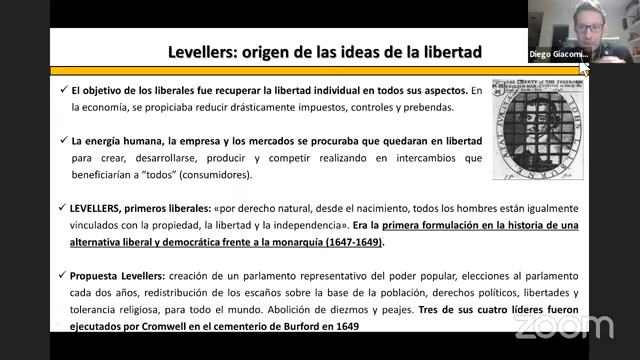 Levellers: origen de las ideas de la libertad
Diego Giacomi...
✓ El objetivo de los liberales fue recuperar la libertad individual en todos sus aspectos. En
la economía, se propiciaba reducir drásticamente impuestos, controles y prebendas.
✓ La energía humana, la empresa y los mercados se procuraba que quedaran en libertad
para crear, desarrollarse, producir y competir realizando en intercambios que
beneficiarían a “todos” (consumidores).
✓ LEVELLERS, primeros liberales: «por derecho natural, desde el nacimiento, todos los hombres están igualmente
vinculados con la propiedad, la libertad y la independencia». Era la primera formulación en la historia de una
alternativa liberal y democrática frente a la monarquía (1647-1649).
✓ Propuesta Levellers: creación de un parlamento representativo del poder popular, elecciones al parlamento
cada dos años, redistribución de los escaños sobre la base de la población, derechos políticos, libertades y
tolerancia religiosa, para todo el mundo. Abolición de diezmos y peajes. Tres de sus cuatro líderes fueron
ejecutados por Cromwell en el cementerio de Burford en 1649
zoom